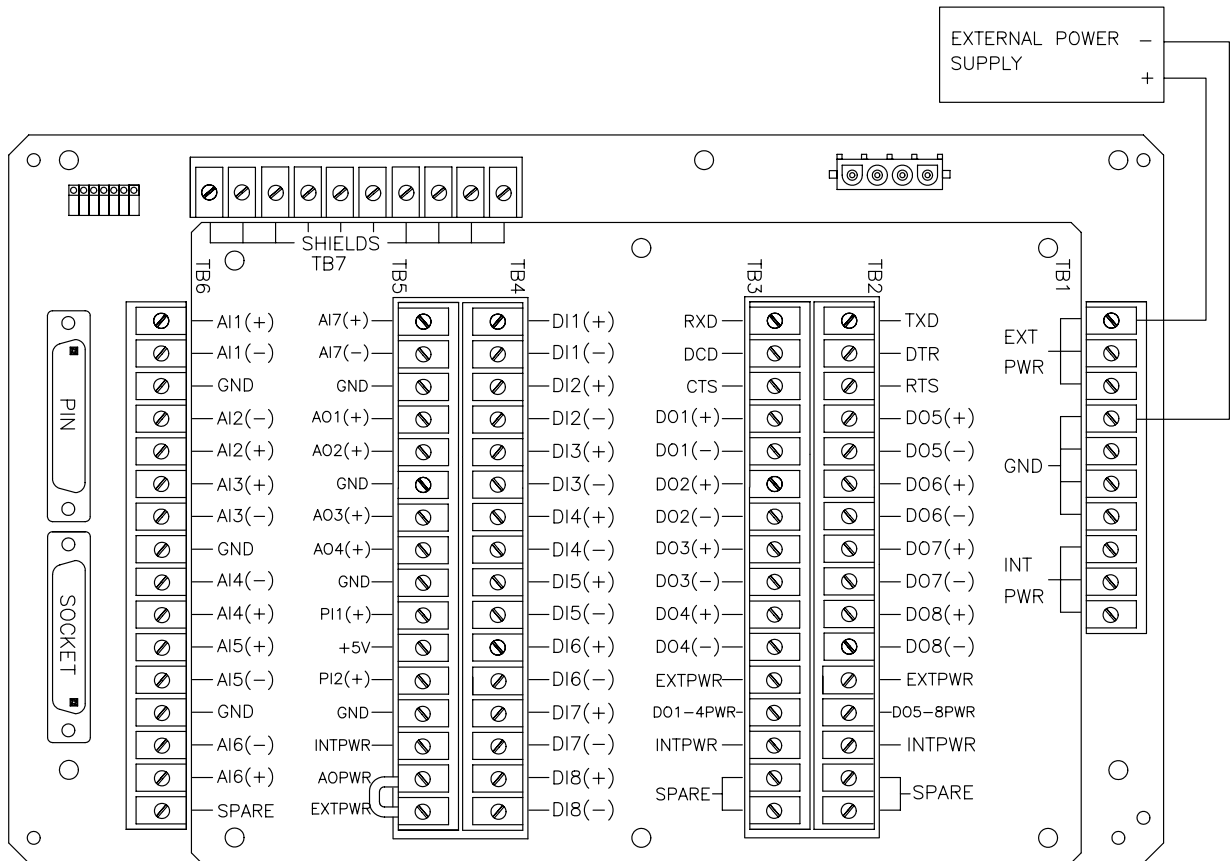 EXTERNAL POWER −
SUPPLY
+
SHIELDS
TB7
TB6
TB5
TB4
TB3
TB2
TB1
PIN
SOCKET
AI1(+)
AI1(−)
GND
AI2(−)
AI2(+)
AI3(+)
AI3(−)
GND
AI4(−)
AI4(+)
AI5(+)
AI5(−)
GND
AI6(−)
AI6(+)
SPARE
AI7(+)
AI7(−)
GND
AO1(+)
AO2(+)
GND
AO3(+)
AO4(+)
GND
PI1(+)
+5V
PI2(+)
GND
INTPWR
AOPWR
EXTPWR
DI1(+)
DI1(−)
DI2(+)
DI2(−)
DI3(+)
DI3(−)
DI4(+)
DI4(−)
DI5(+)
DI5(−)
DI6(+)
DI6(−)
DI7(+)
DI7(−)
DI8(+)
DI8(−)
RXD
DCD
CTS
DO1(+)
DO1(−)
DO2(+)
DO2(−)
DO3(+)
DO3(−)
DO4(+)
DO4(−)
EXTPWR
DO1−4PWR
INTPWR
SPARE
TXD
DTR
RTS
DO5(+)
DO5(−)
DO6(+)
DO6(−)
DO7(+)
DO7(−)
DO8(+)
DO8(−)
EXTPWR
DO5−8PWR
INTPWR
SPARE
EXT
PWR
GND
INT
PWR